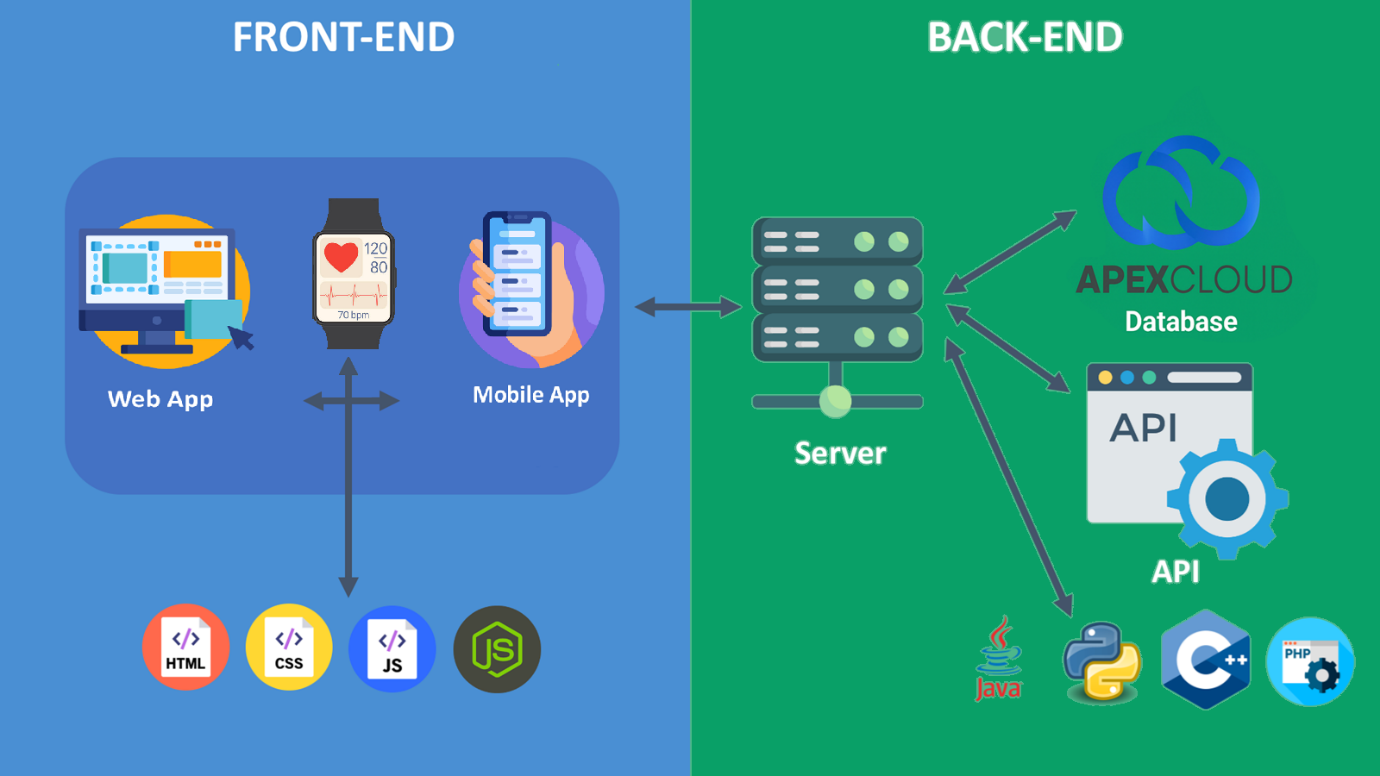 FRONT-END
BACK-END
120
80
70 bpm
Web App
Mobile App
Server
APEXCLOUD
Database
API
API
HTML
CSS
JS
JS
Java
C++
PHP